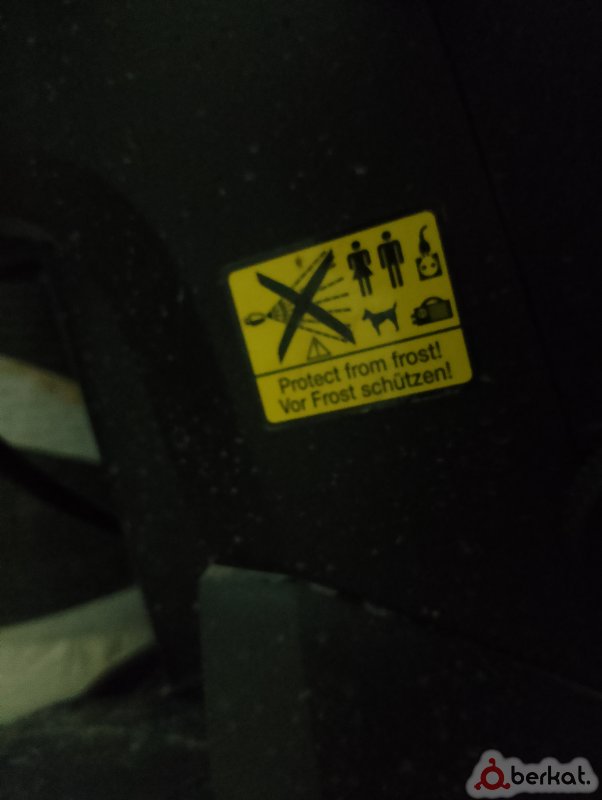 Protect from frost!
Vor Frost schützen!
berkat.